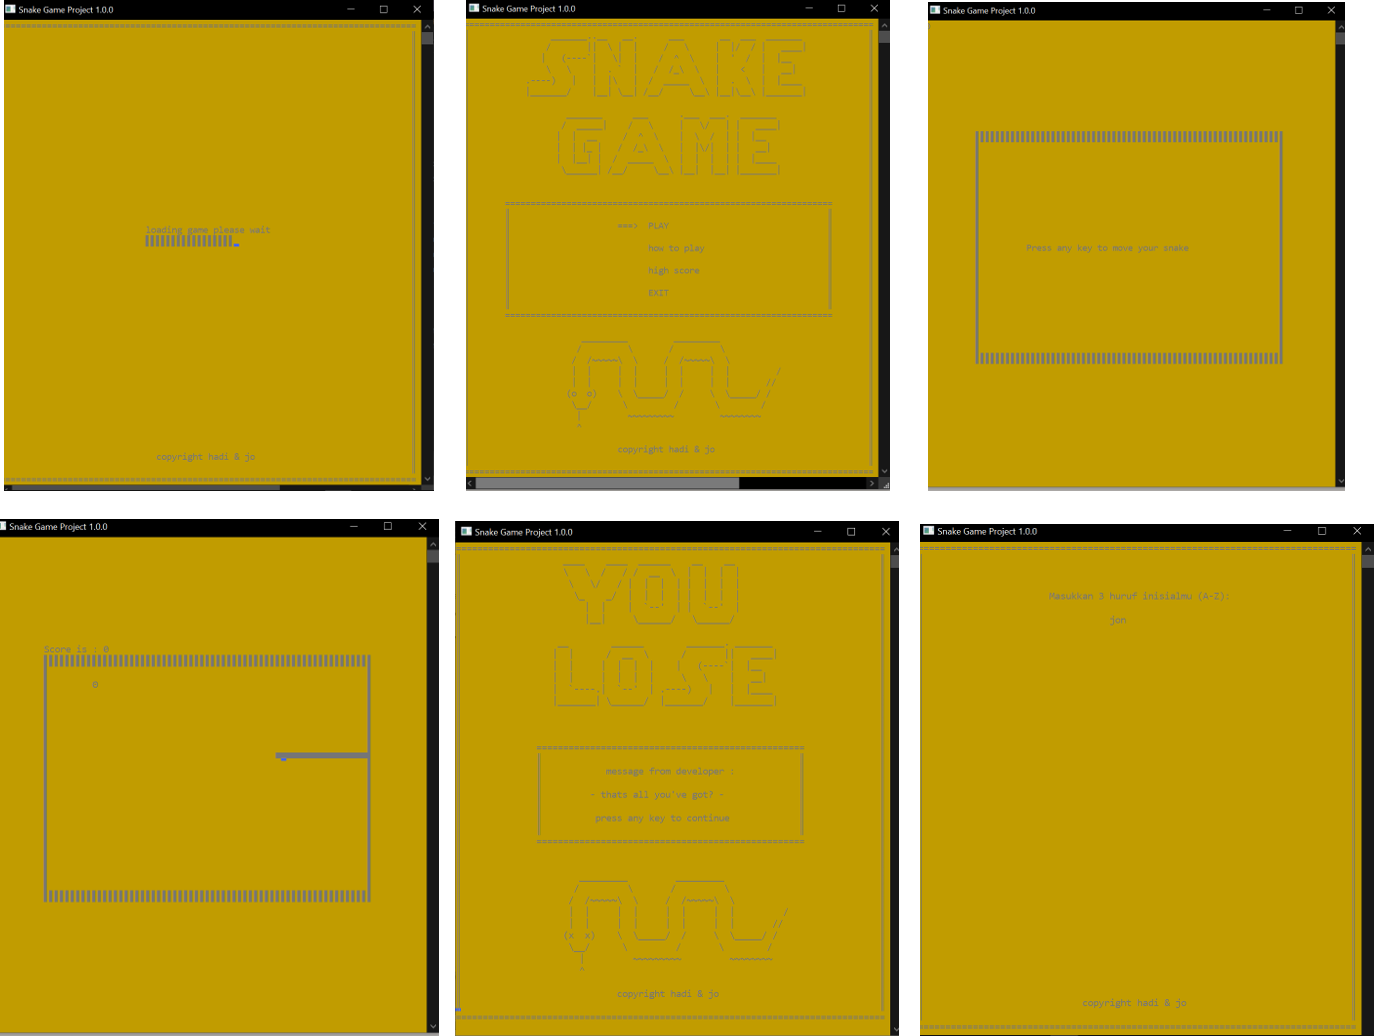 Snake Game Project 1.0.0
loading game please wait
copyright hadi & jo
Snake Game Project 1.0.0
SNAKE
GAME
===> PLAY
how to play
high score
EXIT
copyright hadi & jo
Snake Game Project 1.0.0
Press any key to move your snake
Snake Game Project 1.0.0
Score is : 0
Snake Game Project 1.0.0
YOU
LOSE
message from developer :
- thats all you've got? -
press any key to continue
copyright hadi & jo
Snake Game Project 1.0.0
Masukkan 3 huruf inisialmu (A-Z):
jon
copyright hadi & jo